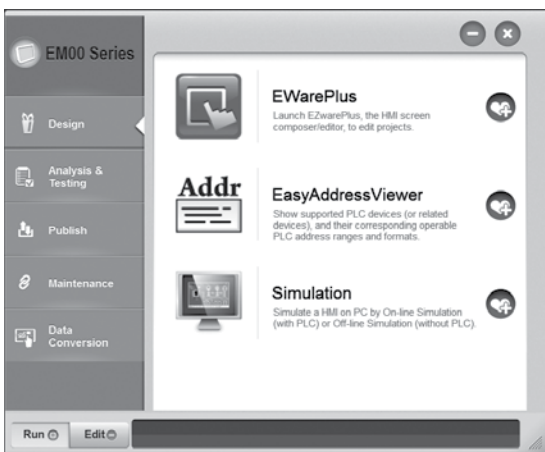 EM00 Series
Design
Analysis &
Testing
Publish
Maintenance
Data
Conversion
EWarePlus
Launch EZwarePlus, the HMI screen
composer/editor, to edit projects.
Addr
EasyAddressViewer
Show supported PLC devices (or related
devices), and their corresponding operable
PLC address ranges and formats.
Simulation
Simulate a HMI on PC by On-line Simulation
(with PLC) or Off-line Simulation (without PLC).
Run
Edit